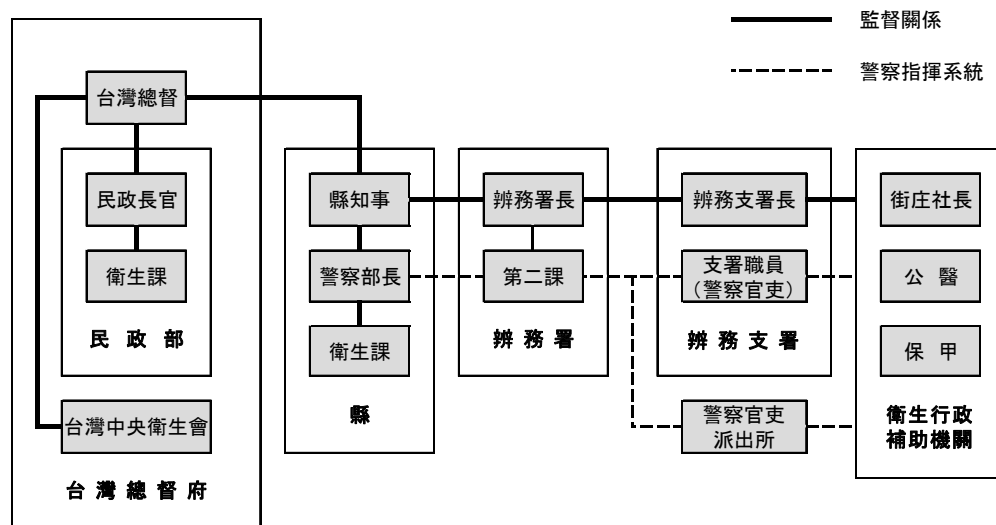 監督關係
警察指揮系統
台灣總督
民政長官
衛生課
民政部
台灣中央衛生會
台灣總督府
縣知事
警察部長
衛生課
縣
辨務署長
第二課
辨務署
辨務支署長
支署職員
（警察官吏）
辨務支署
警察官吏
派出所
街庄社長
公醫
保甲
衛生行政
補助機關